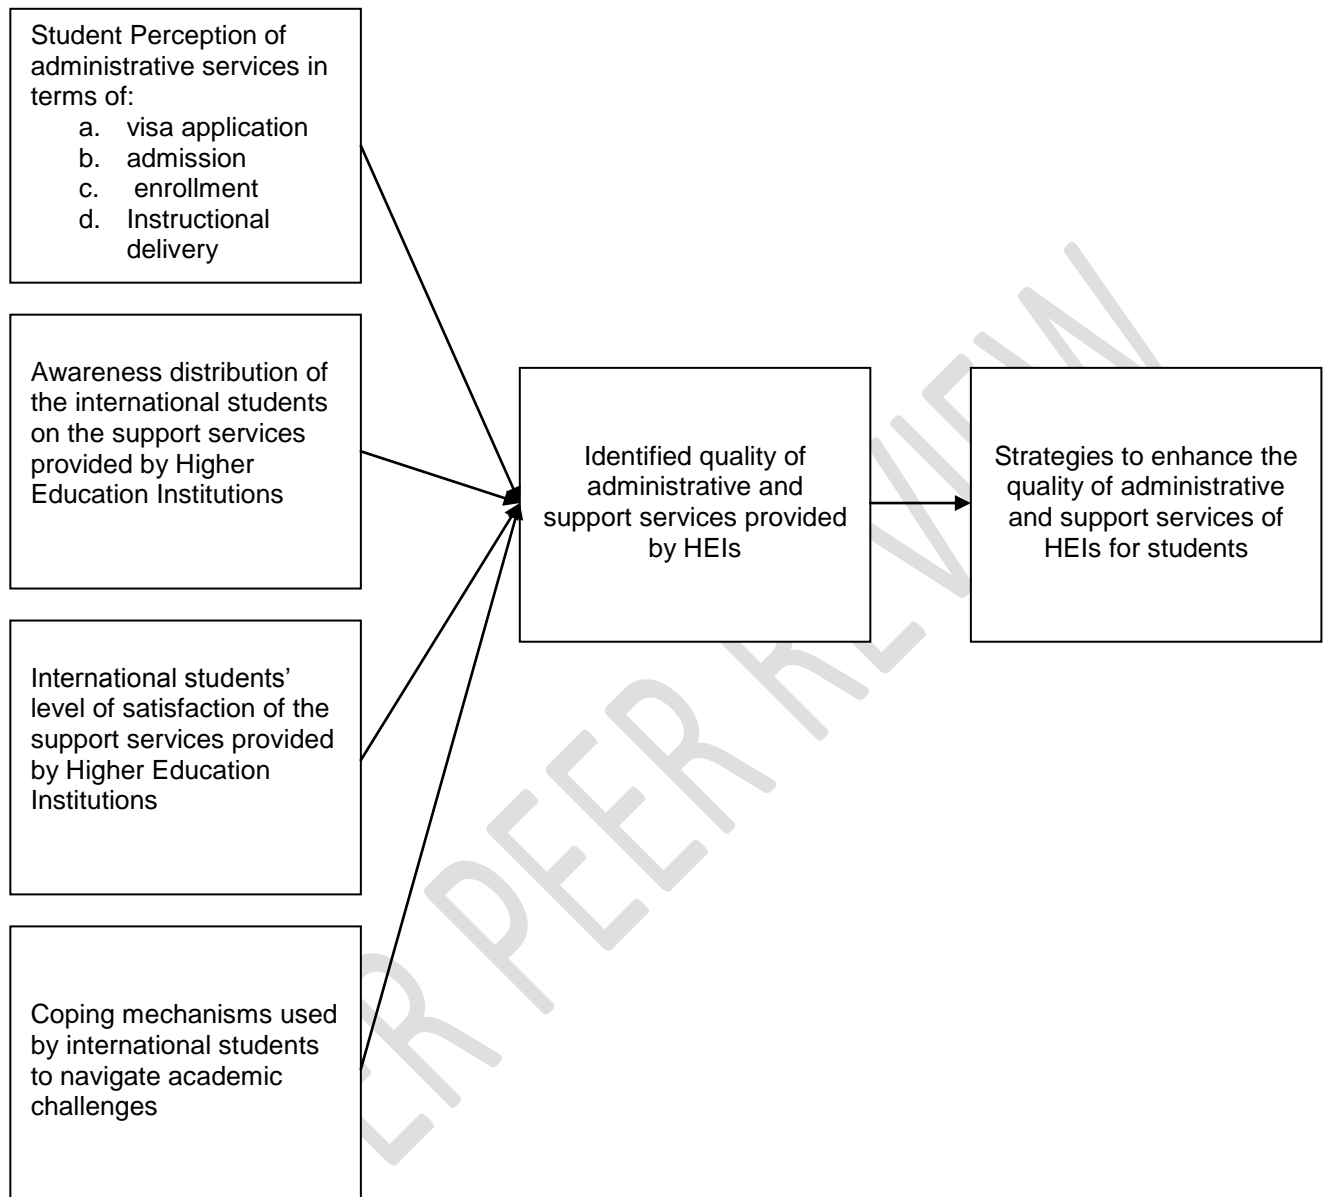 Student Perception of
administrative services in
terms of:
a. visa application
b. admission
c. enrollment
d. Instructional
delivery
Awareness distribution of
the international students
on the support services
provided by Higher
Education Institutions
International students’
level of satisfaction of the
support services provided
by Higher Education
Institutions
Coping mechanisms used
by international students
to navigate academic
challenges
Identified quality of
administrative and
support services provided
by HEIs
Strategies to enhance the
quality of administrative
and support services of
HEIs for students
ER PEER REVIEW